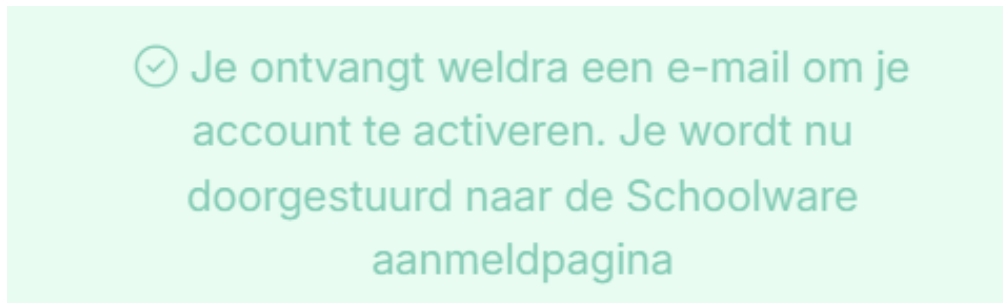 Je ontvangt weldra een e-mail om je
account te activeren. Je wordt nu
doorgestuurd naar de Schoolware
aanmeldpagina